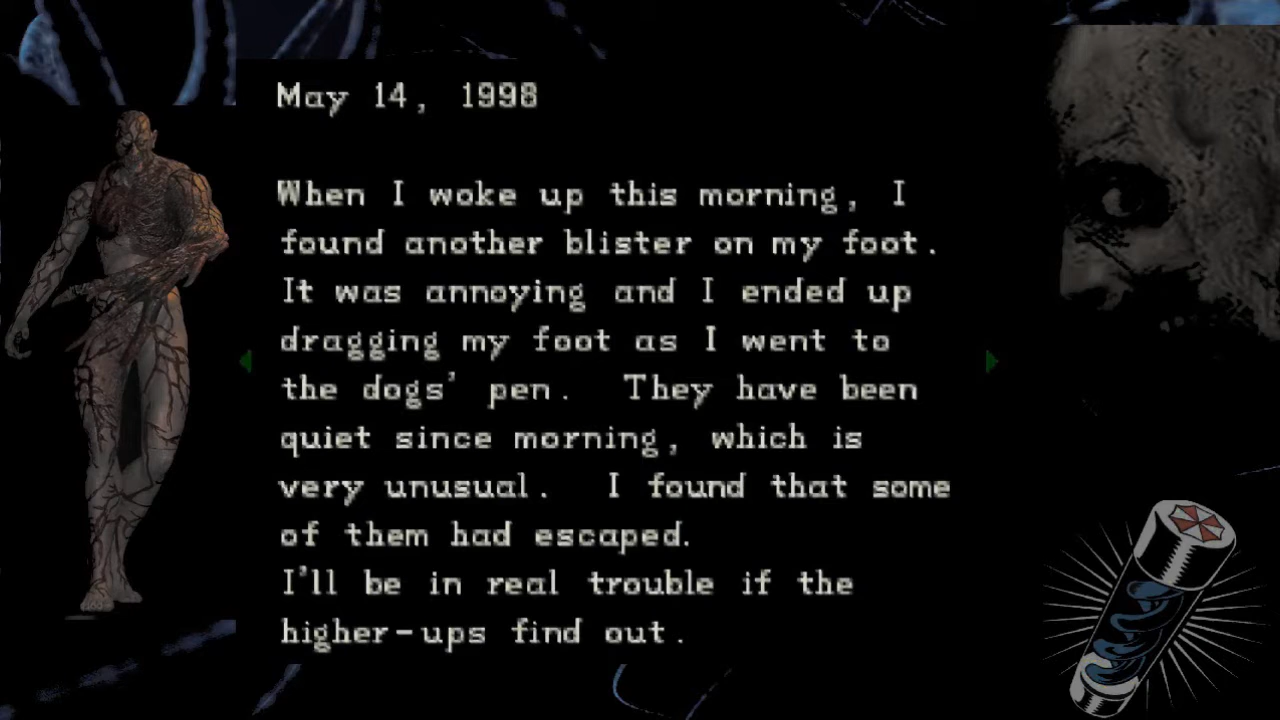 May 14, 1998
When I woke up this morning, I
found another blister on my foot.
It was annoying and I ended up
dragging my foot as I went to
the dogs' pen. They have been
quiet since morning, which is
very unusual. I found that some
of them had escaped.
I'll be in real trouble if the
higher-ups find out.